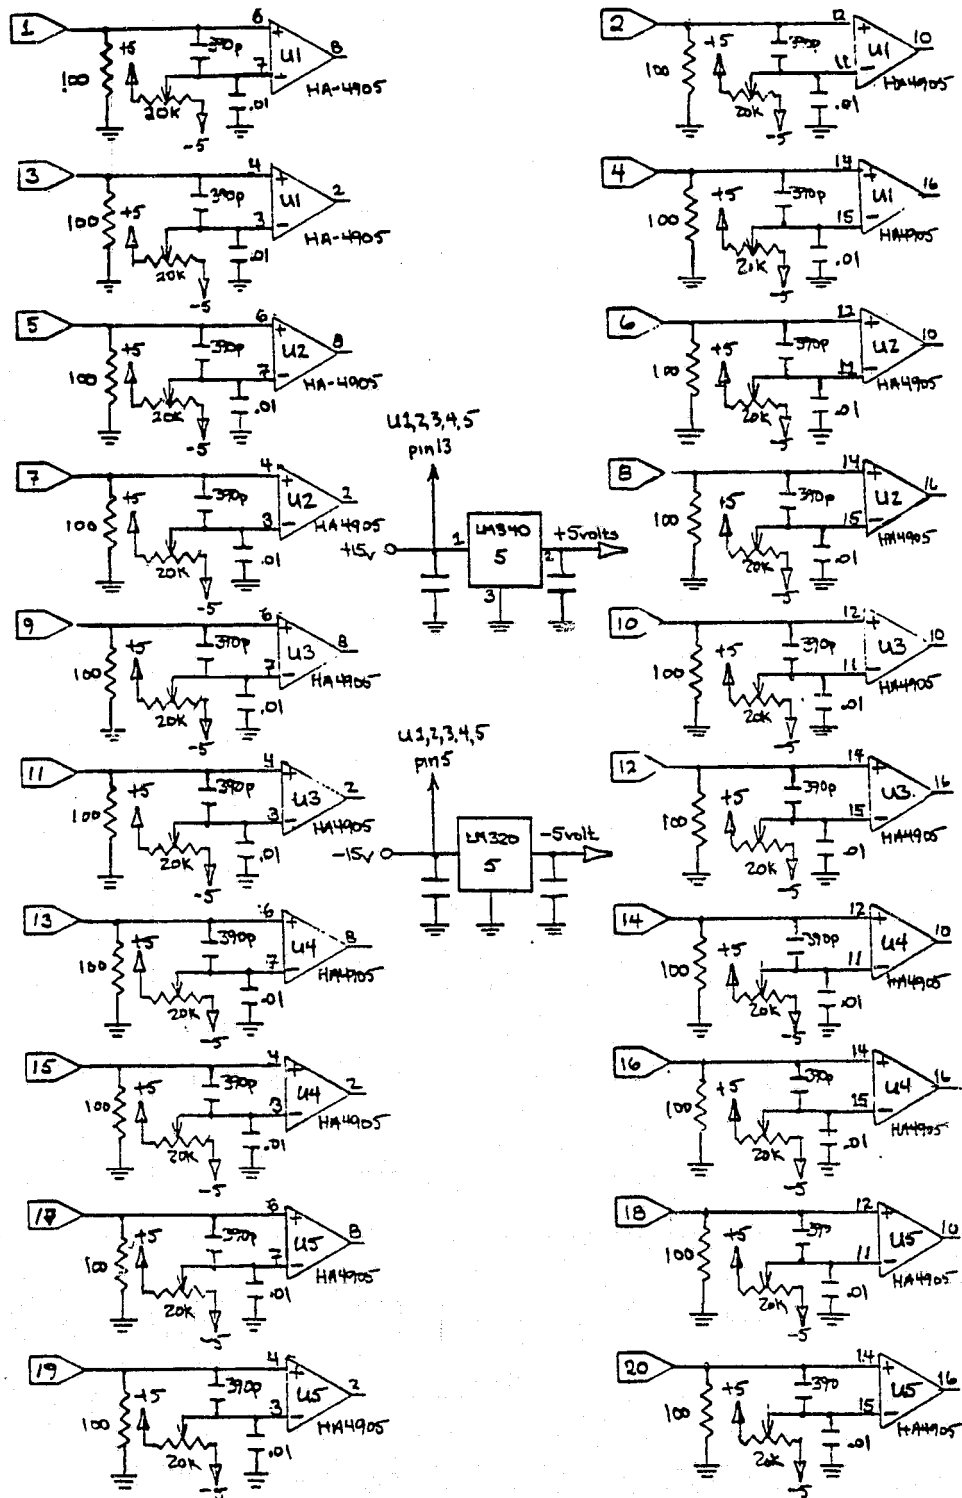 1 6 + 390p U1 8 7 - HA-4905
100 +5 20K .01 -5
2 12 + 390p U1 10 11 - HA4905
100 +5 20K .01 -5
3 4 + 390p U1 2 3 - HA-4905
100 +5 20K .01 -5
4 14 + 390p U1 16 15 - HA4905
100 +5 20K .01 -5
5 6 + 390p U2 8 7 - HA-4905
100 +5 20K .01 -5
6 12 + 390p U2 10 11 - HA4905
100 +5 20K .01 -5
U1,2,3,4,5
pin13
7 4 + 390p U2 2 3 - HA4905
100 +5 20K .01 -5
+15v 1 LM340 2 +5volts
5
3
8 14 + 390p U2 16 15 - HA4905
100 +5 20K .01 -5
9 6 + 390p U3 8 7 - HA4905
100 +5 20K .01 -5
10 12 + 390p U3 10 11 - HA4905
100 +5 20K .01 -5
U1,2,3,4,5
pin5
11 4 + 390p U3 2 3 - HA4905
100 +5 20K .01 -5
-15v LM320 -5volt
5
12 14 + 390p U3 16 15 - HA4905
100 +5 20K .01 -5
13 6 + 390p U4 8 7 - HA4905
100 +5 20K .01 -5
14 12 + 390p U4 10 11 - HA4905
100 +5 20K .01 -5
15 4 + 390p U4 2 3 - HA4905
100 +5 20K .01 -5
16 14 + 390p U4 16 15 - HA4905
100 +5 20K .01 -5
17 6 + 390p U5 8 7 - HA4905
100 +5 20K .01 -5
18 12 + 390 U5 10 11 - HA4905
100 +5 20K .01 -5
19 4 + 390p U5 2 3 - HA4905
100 +5 20K .01 -5
20 14 + 390 U5 16 15 - HA4905
100 +5 20K .01 -5